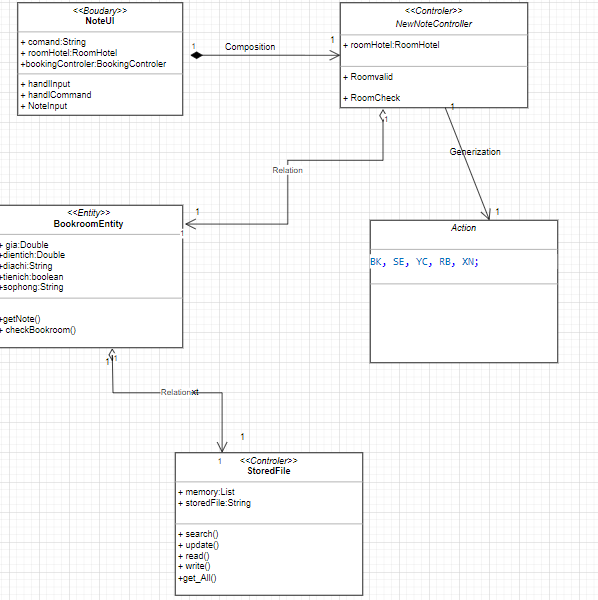 <<Boudary>>
NoteUI
+ comand:String
+ roomHotel:RoomHotel
+bookingControler:BookingControler
+ handlInput
+ handlCommand
+ NoteInput
1
Composition
1
<<Controler>>
NewNoteController
+ roomHotel:RoomHotel
+ Roomvalid
+ RoomCheck
1
1
Generization
1
Relation
1
1
<<Entity>>
BookroomEntity
+ gia:Double
+dientich:Double
+diachi:String
+tienich:boolean
+sophong:String
+getNote()
+ checkBookroom()
Action
BK, SE, YC, RB, XN;
1
1
Relation
1
1
<<Controler>>
StoredFile
+ memory:List
+ storedFile:String
+ search()
+ update()
+ read()
+ write()
+get_All()